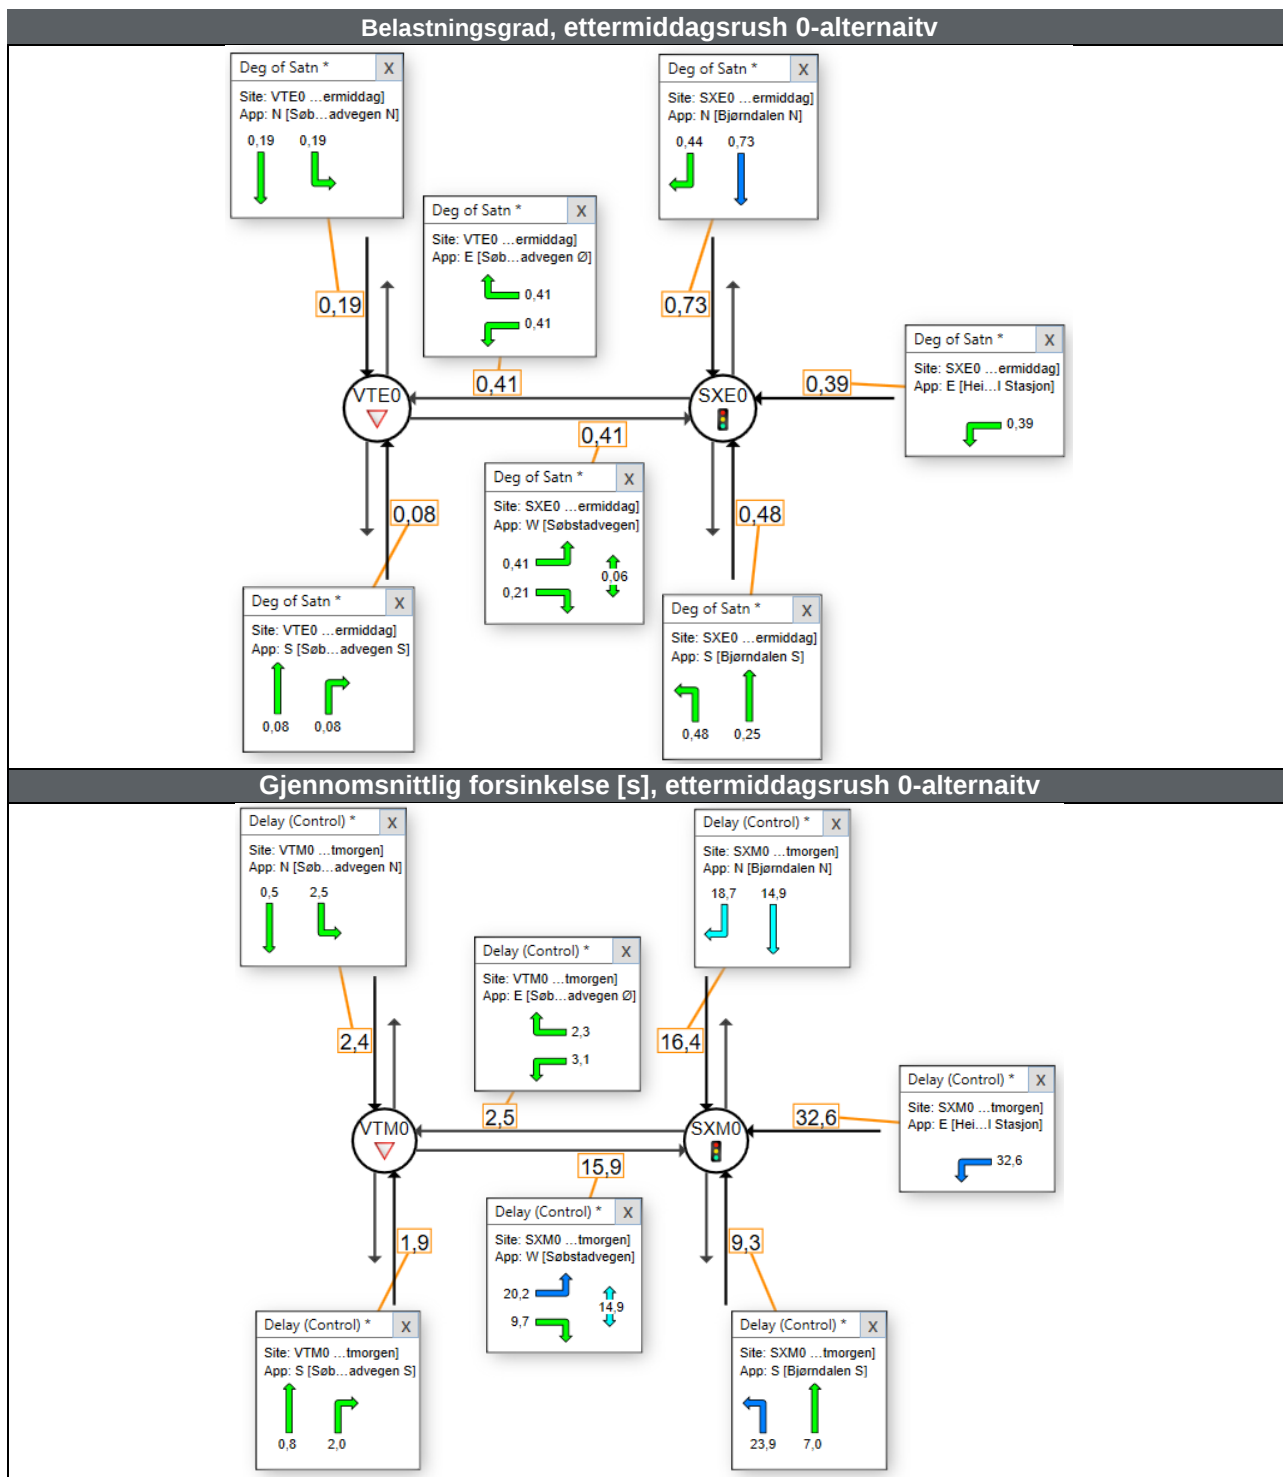 Belastningsgrad, ettermiddagsrush 0-alternaitv
Deg of Satn * X
Site: VTE0 ...ermiddag]
App: N [Søb...advegen N]
0,19 0,19
Deg of Satn * X
Site: SXE0 ...ermiddag]
App: N [Bjørndalen N]
0,44 0,73
Deg of Satn * X
Site: VTE0 ...ermiddag]
App: E [Søb...advegen Ø]
0,41
0,41
0,19
0,73
Deg of Satn * X
Site: SXE0 ...ermiddag]
App: E [Hei...l Stasjon]
0,39
0,41
0,39
VTE0
SXE0
0,41
Deg of Satn * X
Site: SXE0 ...ermiddag]
App: W [Søbstadvegen]
0,41
0,06
0,21
0,08
0,48
Deg of Satn * X
Site: VTE0 ...ermiddag]
App: S [Søb...advegen S]
0,08 0,08
Deg of Satn * X
Site: SXE0 ...ermiddag]
App: S [Bjørndalen S]
0,48 0,25
Gjennomsnittlig forsinkelse [s], ettermiddagsrush 0-alternaitv
Delay (Control) * X
Site: VTM0 ...tmorgen]
App: N [Søb...advegen N]
0,5 2,5
Delay (Control) * X
Site: SXM0 ...tmorgen]
App: N [Bjørndalen N]
18,7 14,9
Delay (Control) * X
Site: VTM0 ...tmorgen]
App: E [Søb...advegen Ø]
2,3
3,1
2,4
16,4
Delay (Control) * X
Site: SXM0 ...tmorgen]
App: E [Hei...l Stasjon]
32,6
2,5
32,6
VTM0
SXM0
15,9
Delay (Control) * X
Site: SXM0 ...tmorgen]
App: W [Søbstadvegen]
20,2
14,9
9,7
1,9
9,3
Delay (Control) * X
Site: VTM0 ...tmorgen]
App: S [Søb...advegen S]
0,8 2,0
Delay (Control) * X
Site: SXM0 ...tmorgen]
App: S [Bjørndalen S]
23,9 7,0